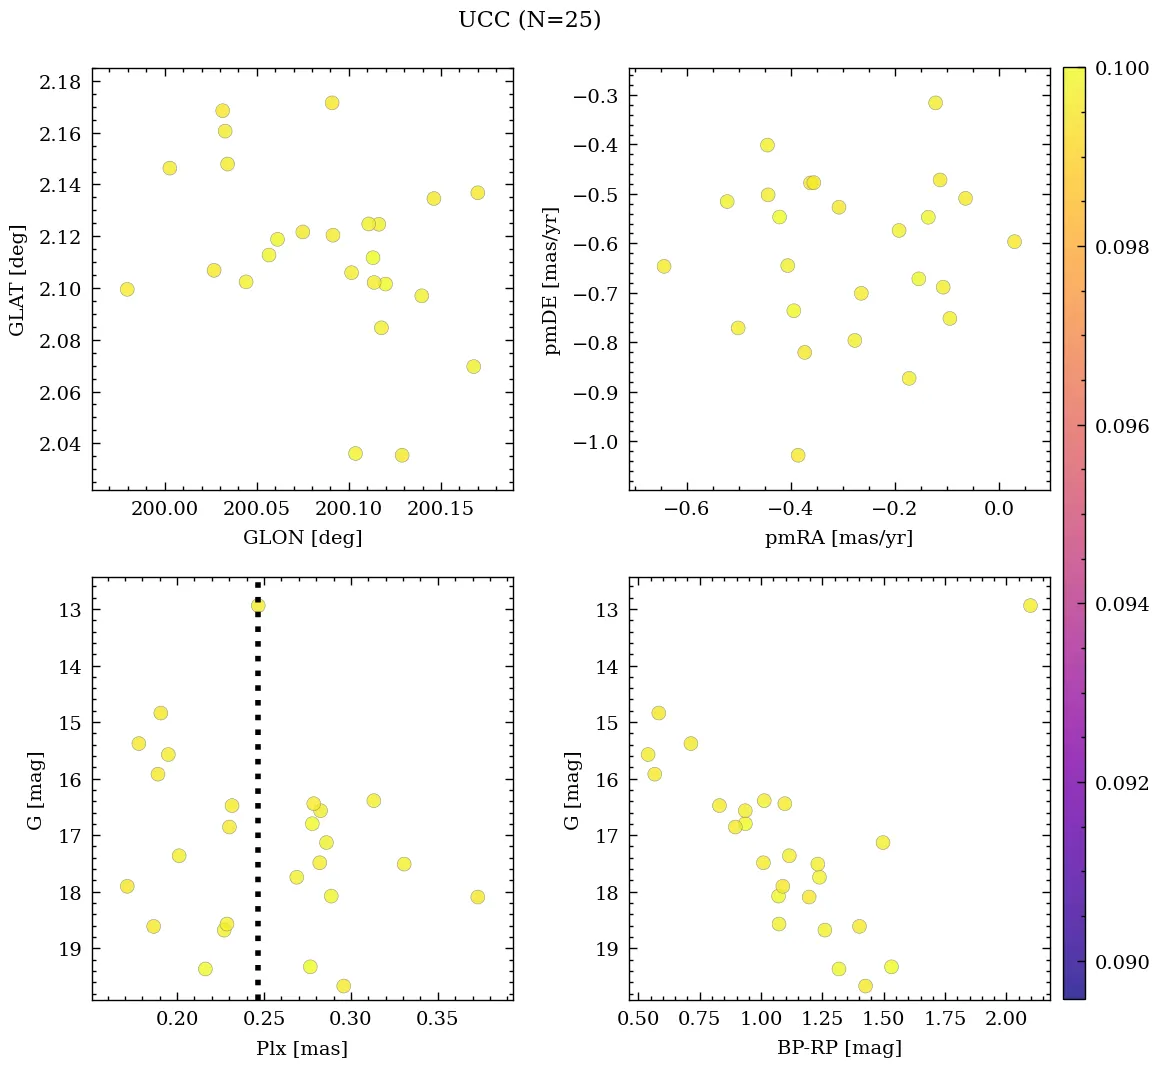 UCC (N=25)
2.18
2.16
2.14
2.12
2.10
2.08
2.06
2.04
GLAT [deg]
200.00 200.05 200.10 200.15
GLON [deg]
−0.3
−0.4
−0.5
−0.6
−0.7
−0.8
−0.9
−1.0
pmDE [mas/yr]
−0.6 −0.4 −0.2 0.0
pmRA [mas/yr]
0.100
0.098
0.096
0.094
0.092
0.090
13
14
15
16
17
18
19
G [mag]
0.20 0.25 0.30 0.35
Plx [mas]
13
14
15
16
17
18
19
G [mag]
0.50 0.75 1.00 1.25 1.50 1.75 2.00
BP-RP [mag]